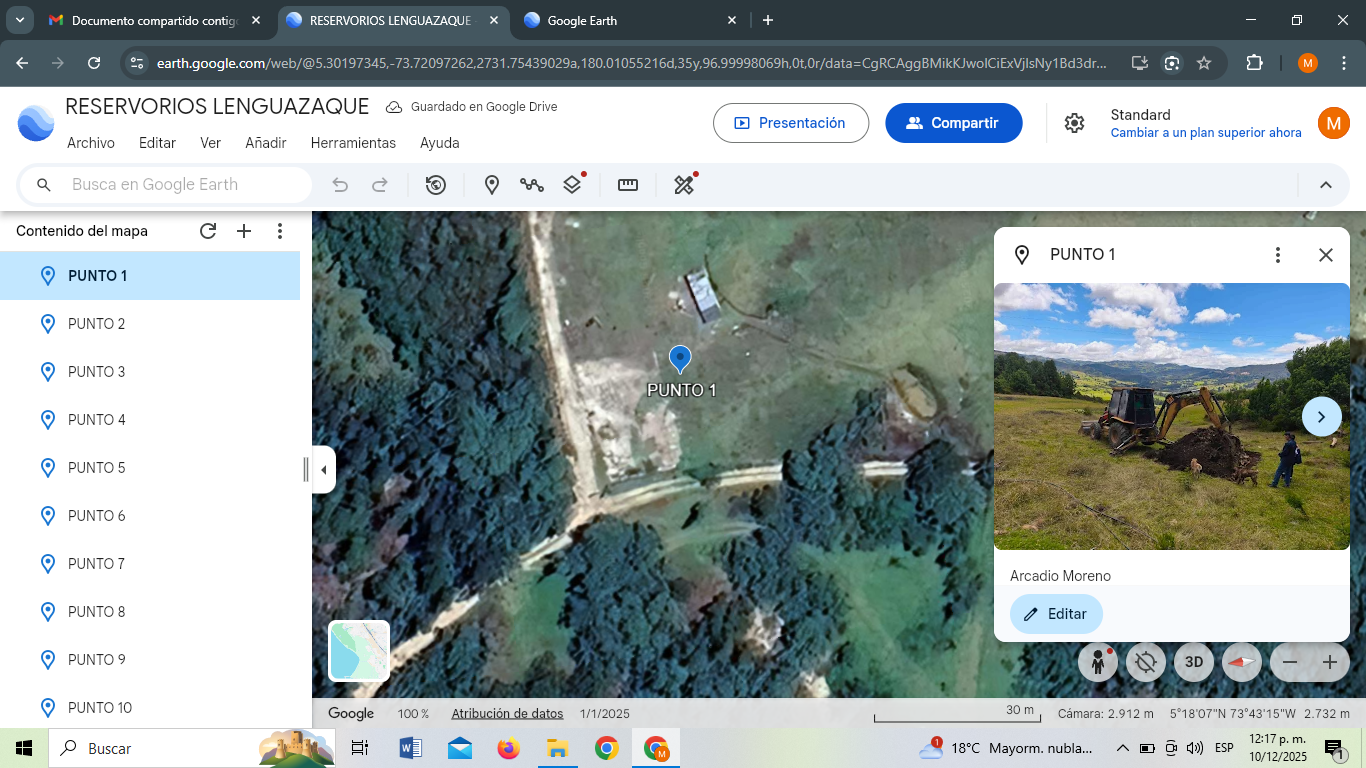 Documento compartido contig
RESERVORIOS LENGUAZAQUE
Google Earth
earth.google.com/web/@5.30197345,-73.72097262,2731.75439029a,180.01055216d,35y,96.99998069h,0t,0r/data=CgRCAggBMikKJwolCiExVjlsNy1Bd3dr...
M
RESERVORIOS LENGUAZAQUE
Guardado en Google Drive
Archivo Editar Ver Añadir Herramientas Ayuda
Presentación
Compartir
Standard
Cambiar a un plan superior ahora
M
Busca en Google Earth
Contenido del mapa
PUNTO 1
PUNTO 2
PUNTO 3
PUNTO 4
PUNTO 5
PUNTO 6
PUNTO 7
PUNTO 8
PUNTO 9
PUNTO 10
PUNTO 1
PUNTO 1
Arcadio Moreno
Editar
3D
Google 100 % Atribución de datos 1/1/2025 30 m Cámara: 2.912 m 5°18'07"N 73°43'15"W 2.732 m
Buscar
W
M
1
18°C Mayorm. nubla...
ESP
12:17 p. m.
10/12/2025
1